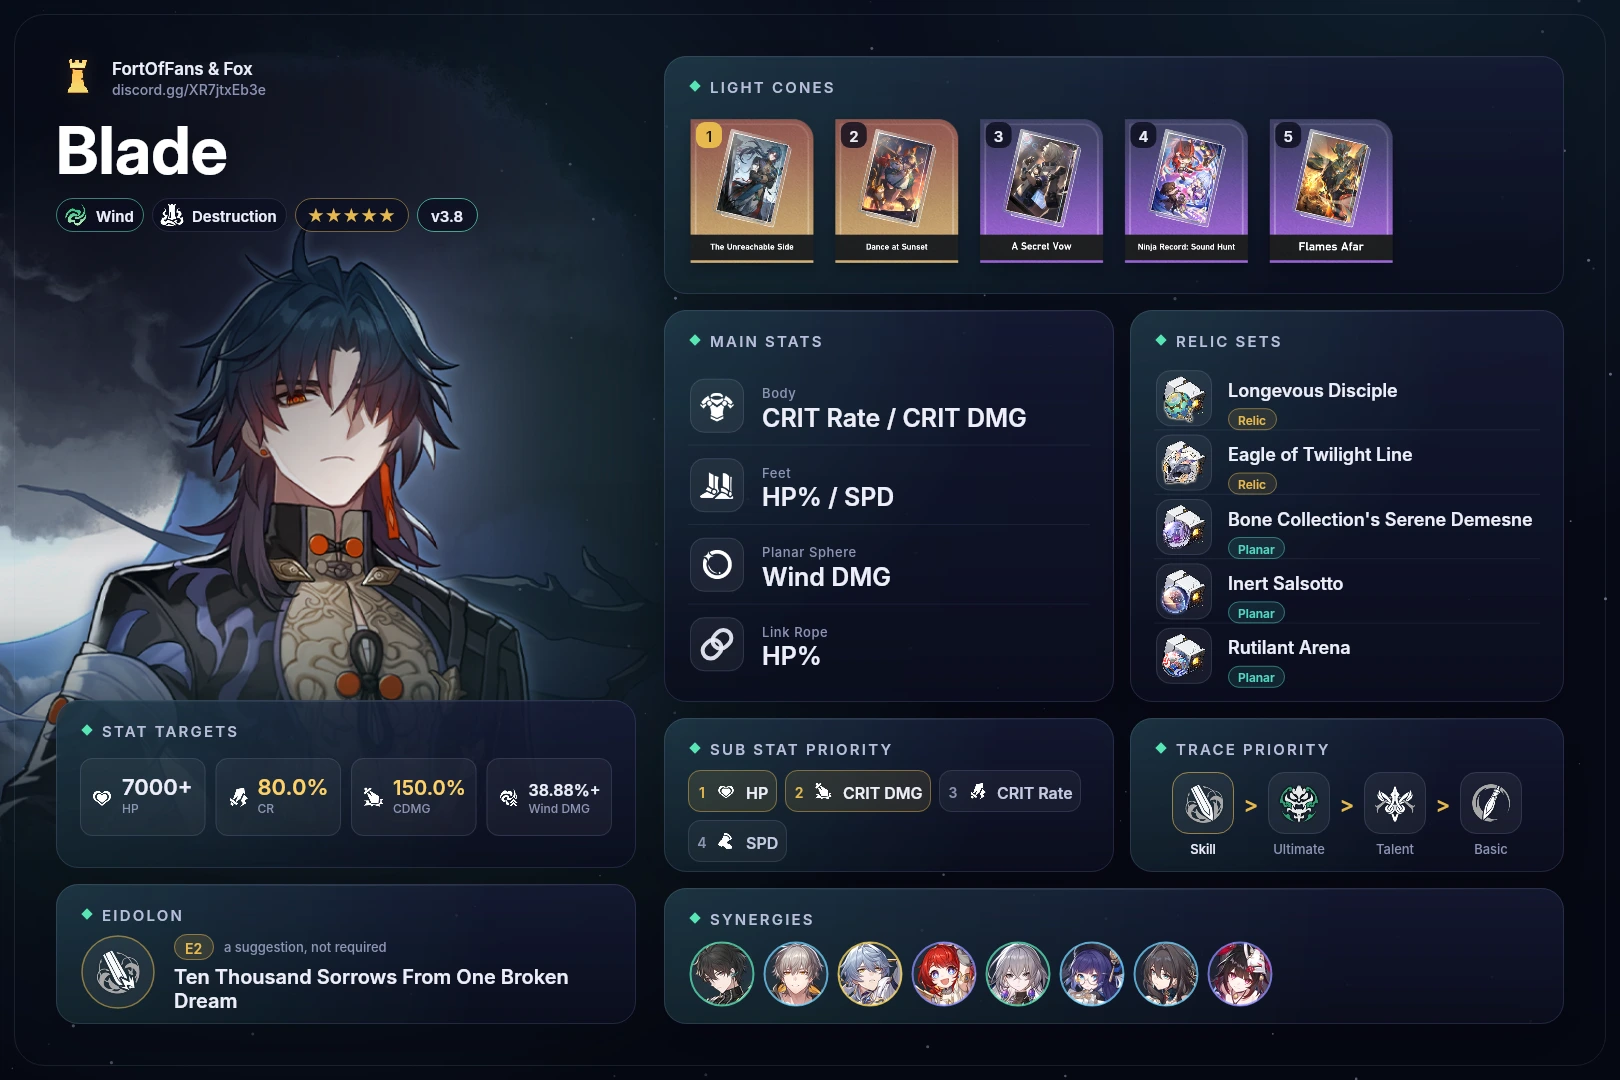 FortOfFans & Fox
discord.gg/XR7jtxEb3e
Blade
Wind
Destruction
v3.8
LIGHT CONES
1
2
3
4
5
The Unreachable Side
Dance at Sunset
A Secret Vow
Ninja Record: Sound Hunt
Flames Afar
MAIN STATS
Body
CRIT Rate / CRIT DMG
Feet
HP% / SPD
Planar Sphere
Wind DMG
Link Rope
HP%
RELIC SETS
Longevous Disciple
Relic
Eagle of Twilight Line
Relic
Bone Collection's Serene Demesne
Planar
Inert Salsotto
Planar
Rutilant Arena
Planar
STAT TARGETS
7000+
HP
80.0%
CR
150.0%
CDMG
38.88%+
Wind DMG
SUB STAT PRIORITY
1 HP
2 CRIT DMG
3 CRIT Rate
4 SPD
TRACE PRIORITY
Skill > Ultimate > Talent > Basic
EIDOLON
E2 a suggestion, not required
Ten Thousand Sorrows From One Broken
Dream
SYNERGIES